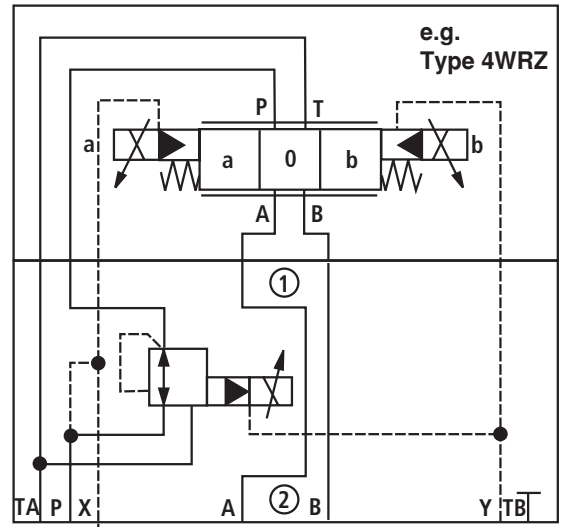 e.g.
Type 4WRZ
P T
a a 0 b b
A B
①
②
TA P X A B Y TB